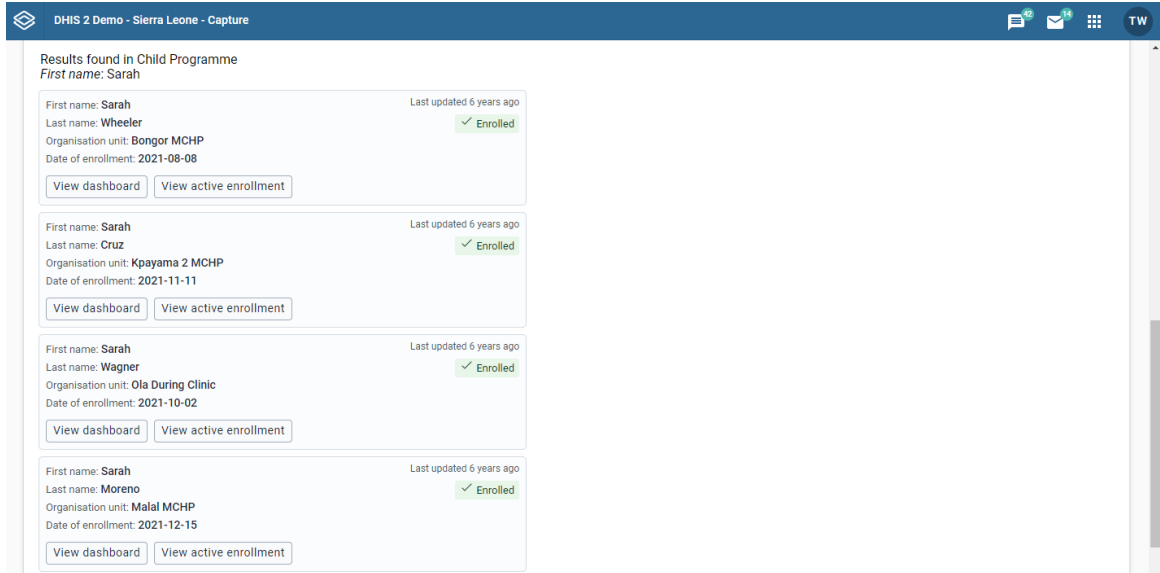 DHIS 2 Demo - Sierra Leone - Capture
42
14
TW
Results found in Child Programme
First name: Sarah
First name: Sarah
Last updated 6 years ago
Last name: Wheeler
Enrolled
Organisation unit: Bongor MCHP
Date of enrollment: 2021-08-08
View dashboard View active enrollment
First name: Sarah
Last updated 6 years ago
Last name: Cruz
Enrolled
Organisation unit: Kpayama 2 MCHP
Date of enrollment: 2021-11-11
View dashboard View active enrollment
First name: Sarah
Last updated 6 years ago
Last name: Wagner
Enrolled
Organisation unit: Ola During Clinic
Date of enrollment: 2021-10-02
View dashboard View active enrollment
First name: Sarah
Last updated 6 years ago
Last name: Moreno
Enrolled
Organisation unit: Malal MCHP
Date of enrollment: 2021-12-15
View dashboard View active enrollment